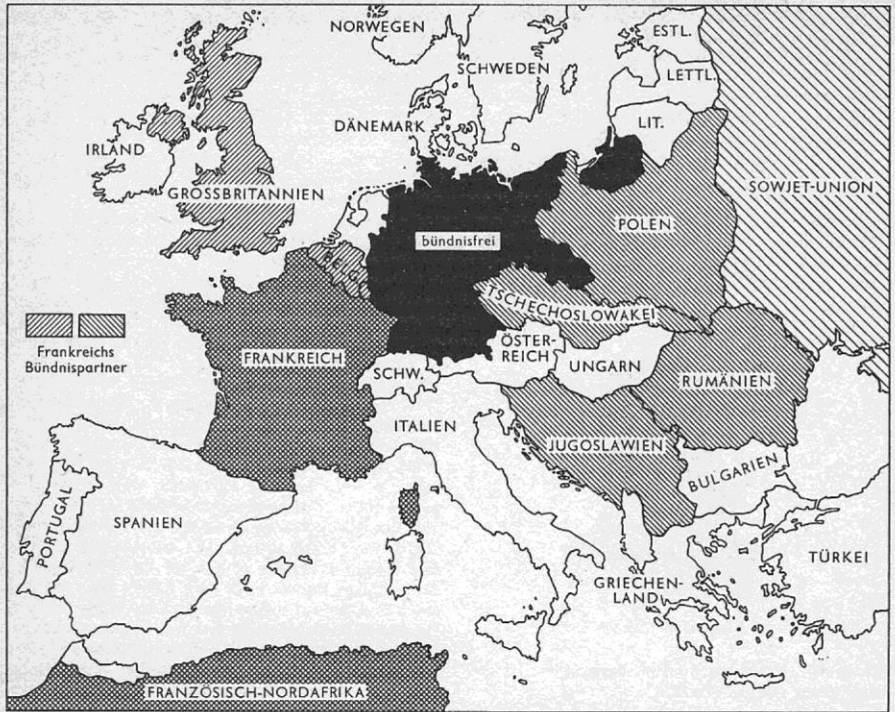 NORWEGEN
ESTL.
SCHWEDEN
LETTL.
DÄNEMARK
LIT.
IRLAND
GROSSBRITANNIEN
SOWJET-UNION
POLEN
bündnisfrei
BELG.
TSCHECHOSLOWAKEI
Frankreichs
Bündnispartner
FRANKREICH
ÖSTER-
REICH
SCHW.
UNGARN
RUMÄNIEN
ITALIEN
JUGOSLAWIEN
BULGARIEN
PORTUGAL
SPANIEN
TÜRKEI
GRIECHEN-
LAND
FRANZÖSISCH-NORDAFRIKA